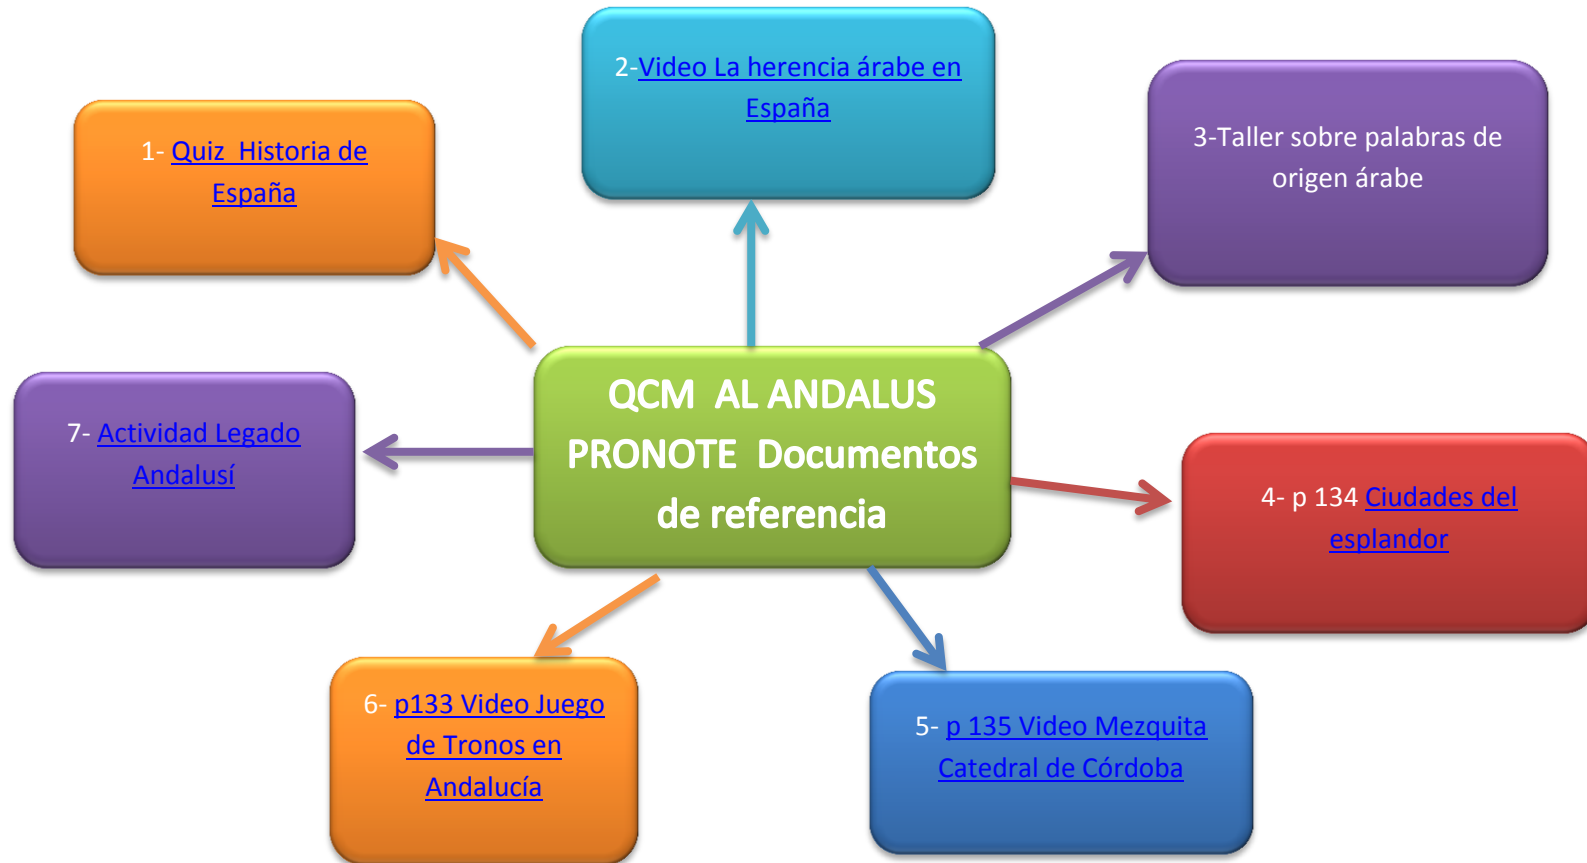 1- Quiz  Historia de
España
2-Video La herencia árabe en
España
3-Taller sobre palabras de
origen árabe
QCM  AL ANDALUS
PRONOTE  Documentos
de referencia
7- Actividad Legado
Andalusí
4- p 134 Ciudades del
esplandor
6- p133 Video Juego
de Tronos en
Andalucía
5- p 135 Video Mezquita
Catedral de Córdoba